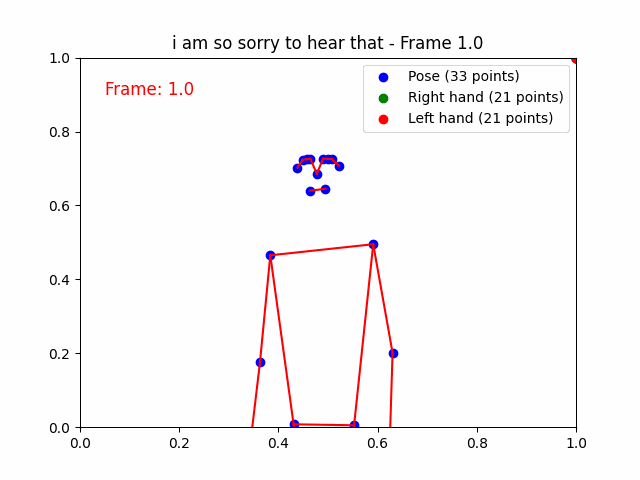 i am so sorry to hear that - Frame 1.0
Frame: 1.0
Pose (33 points)
Right hand (21 points)
Left hand (21 points)
1.0
0.8
0.6
0.4
0.2
0.0
0.0 0.2 0.4 0.6 0.8 1.0